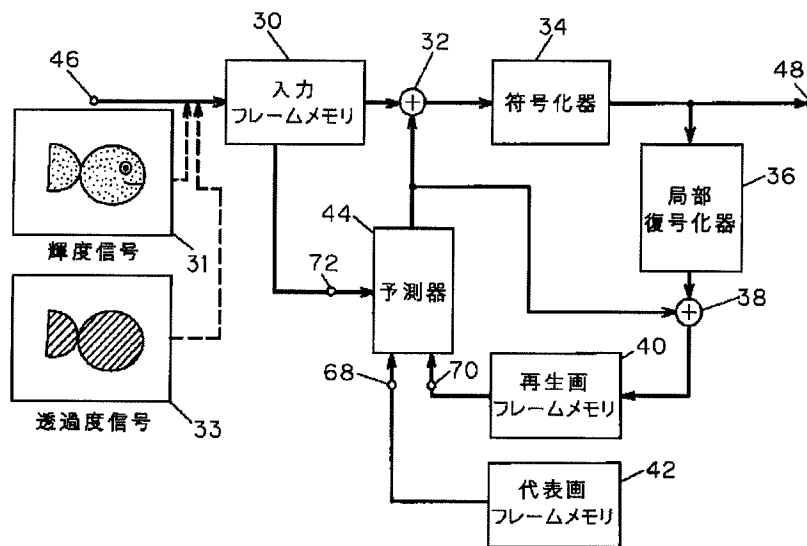 46
30
入力
フレームメモリ
32
34
符号化器
48
36
局部
復号化器
輝度信号
31
44
予測器
72
38
透過度信号
33
68
70
40
再生画
フレームメモリ
42
代表画
フレームメモリ